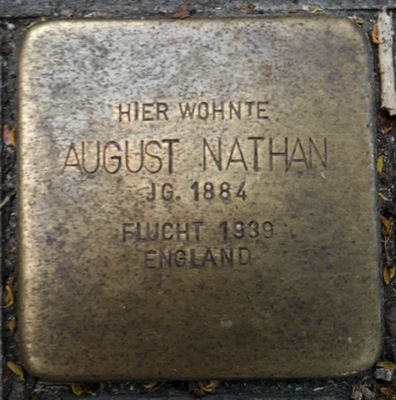 HIER WOHNTE
AUGUST NATHAN
JG. 1884
FLUCHT 1939
ENGLAND